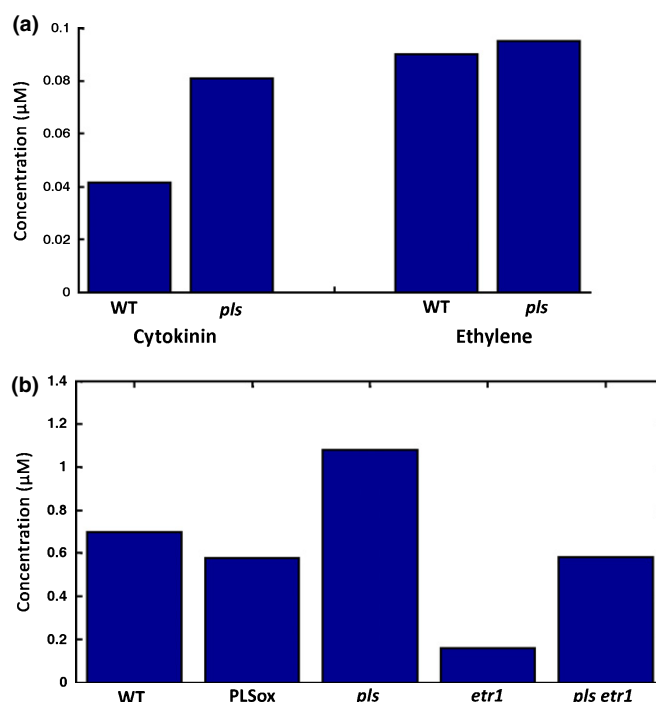 (a)
0.1
0.08
0.06
0.04
0.02
0
Concentration (µM)
WT pls WT pls
Cytokinin Ethylene
(b)
1.4
1.2
1
0.8
0.6
0.4
0.2
0
Concentration (µM)
WT PLSox pls etr1 pls etr1